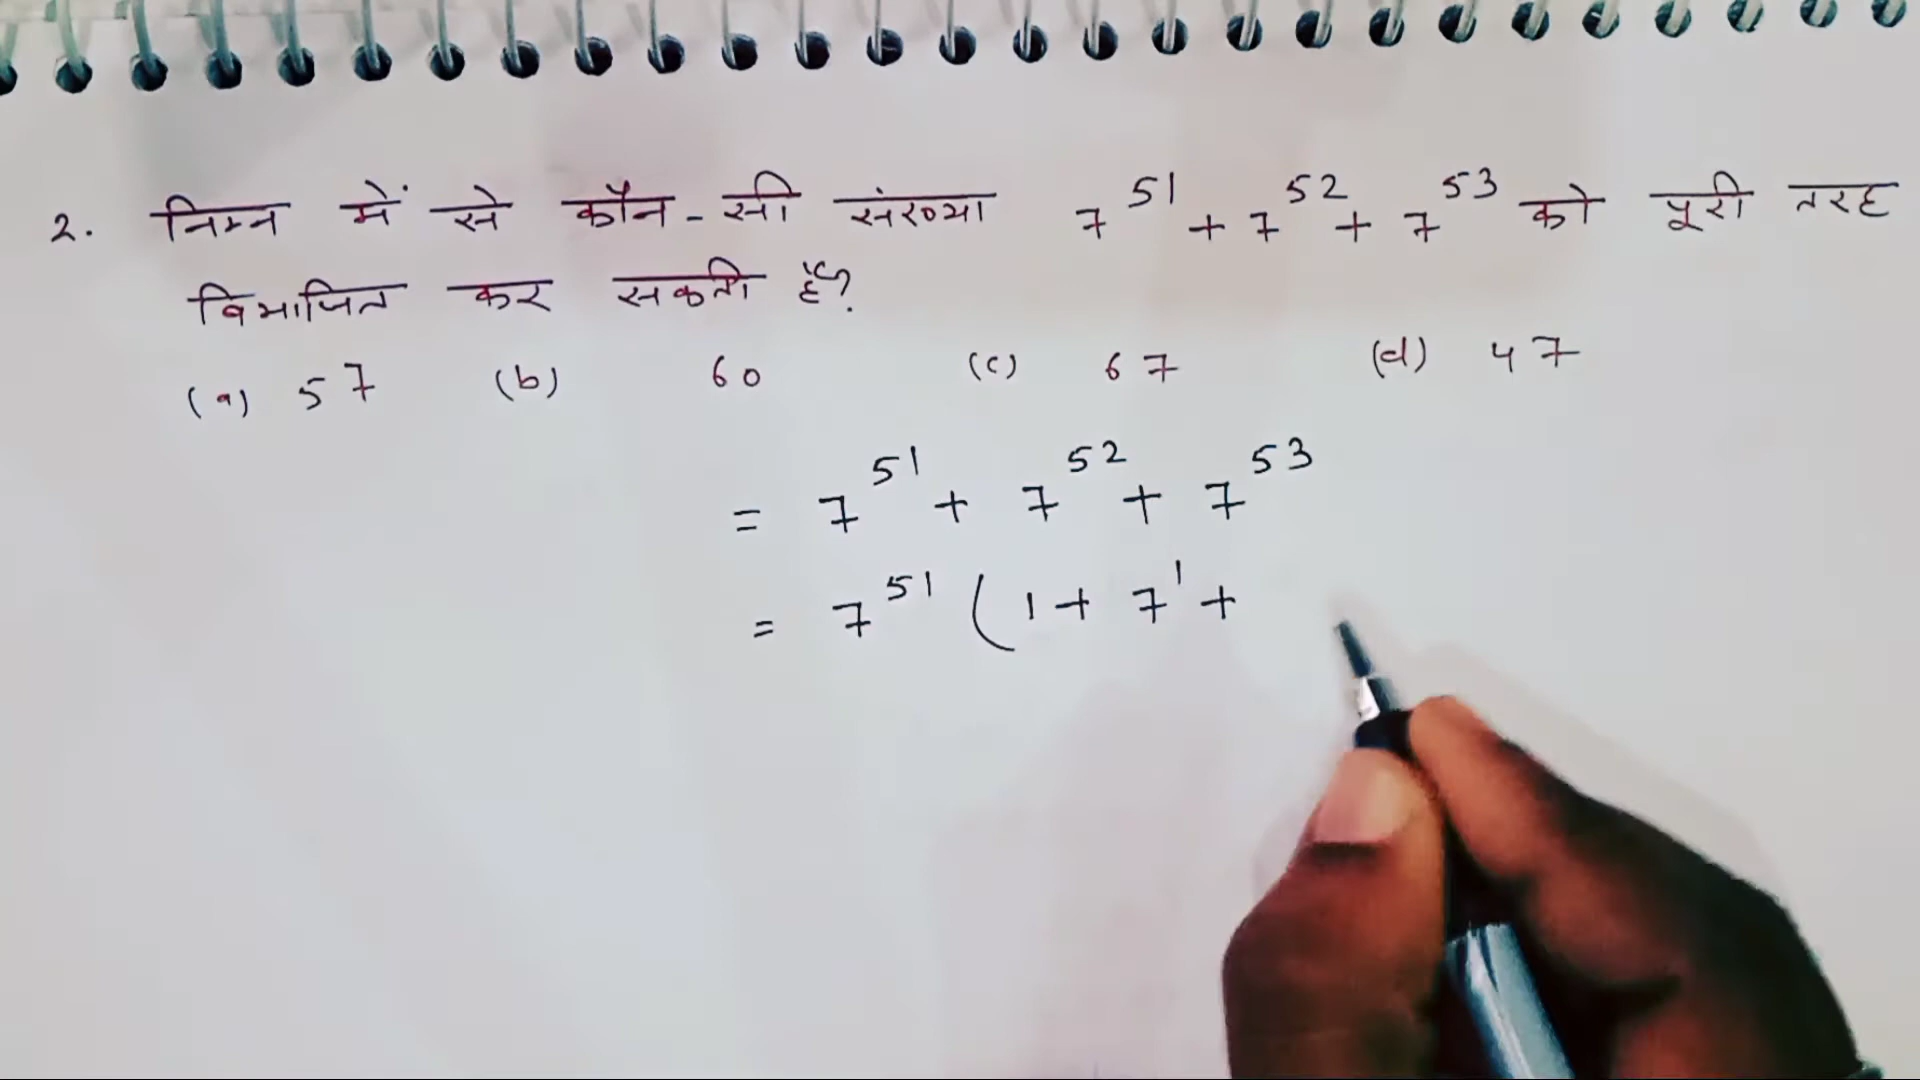 2. निम्न में से कौन-सी संख्या 7^51 + 7^52 + 7^53 को पूरी तरह
विभाजित कर सकती है?
(a) 57 (b) 60 (c) 67 (d) 47
= 7^51 + 7^52 + 7^53
= 7^51 (1 + 7^1 +